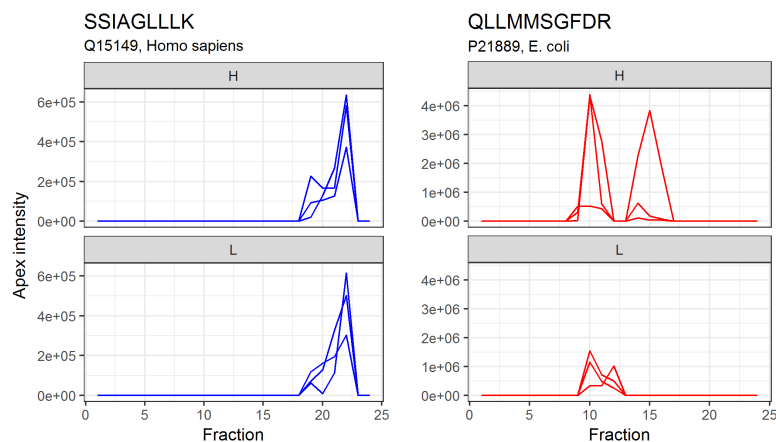 SSIAGLLLK
Q15149, Homo sapiens
H
6e+05
4e+05
2e+05
0e+00
L
6e+05
4e+05
2e+05
0e+00
0 5 10 15 20 25
Fraction
Apex intensity
QLLMMSGFDR
P21889, E. coli
H
4e+06
3e+06
2e+06
1e+06
0e+00
L
4e+06
3e+06
2e+06
1e+06
0e+00
0 5 10 15 20 25
Fraction